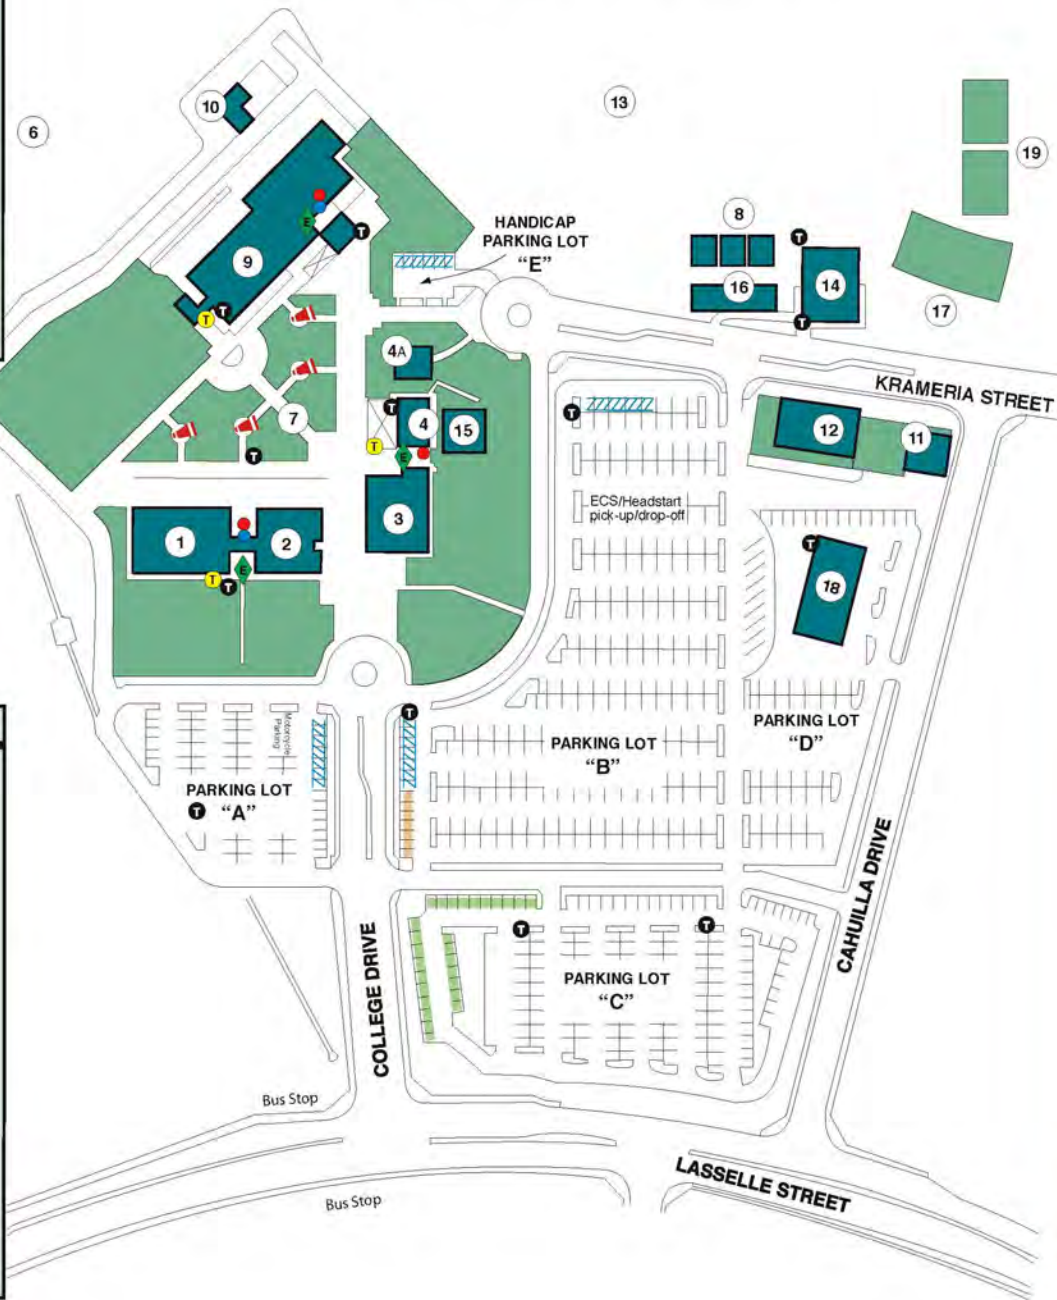 10
13
6
19
8
HANDICAP
PARKING LOT
“E”
T
T
E
9
16
14
17
T
T
T
4A
KRAMERIA STREET
7
T
4
15
T
12
11
T
T
E
ECS/Headstart
pick-up/drop-off
1
2
3
T
18
T
T
E
T
Motorcycle
Parking
PARKING LOT
“B”
PARKING LOT
“D”
PARKING LOT
T “A”
CAHUILLA DRIVE
T
T
COLLEGE DRIVE
PARKING LOT
“C”
Bus Stop
LASSELLE STREET
Bus Stop